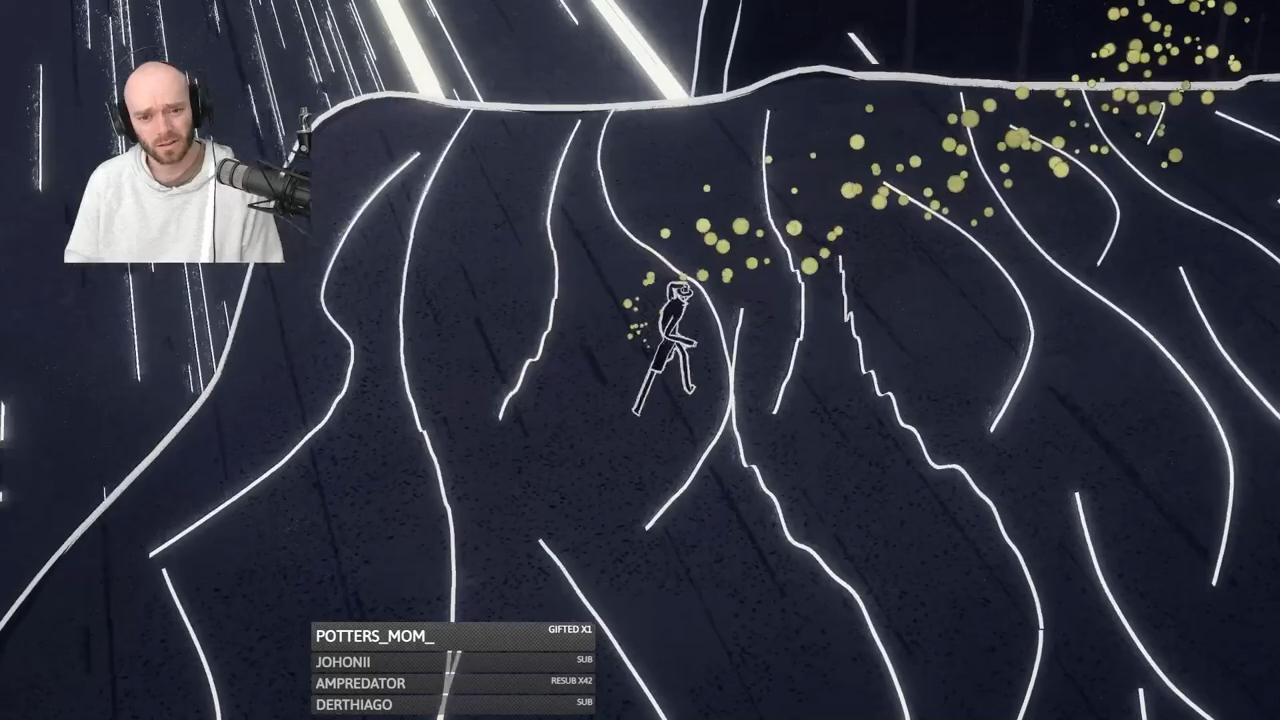 POTTERS_MOM_ GIFTED X1
JOHONII SUB
AMPREDATOR RESUB X42
DERTHIAGO SUB